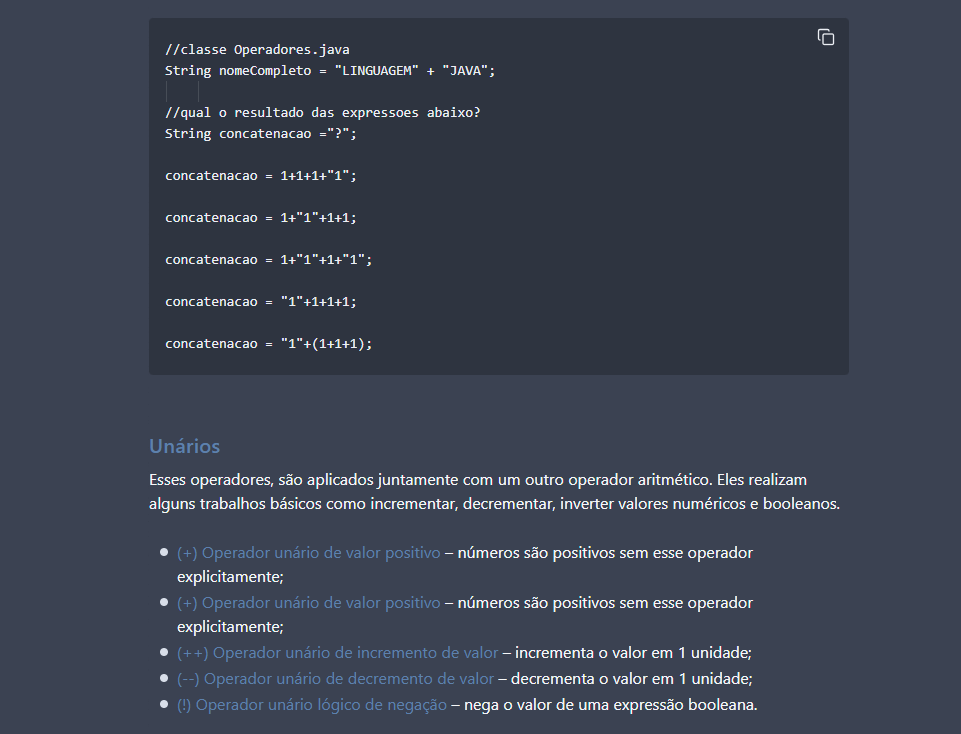 //classe Operadores.java
String nomeCompleto = "LINGUAGEM" + "JAVA";
//qual o resultado das expressoes abaixo?
String concatenacao ="?";
concatenacao = 1+1+1+"1";
concatenacao = 1+"1"+1+1;
concatenacao = 1+"1"+1+"1";
concatenacao = "1"+1+1+1;
concatenacao = "1"+(1+1+1);
Unários
Esses operadores, são aplicados juntamente com um outro operador aritmético. Eles realizam
alguns trabalhos básicos como incrementar, decrementar, inverter valores numéricos e booleanos.
• (+) Operador unário de valor positivo – números são positivos sem esse operador
explicitamente;
• (+) Operador unário de valor positivo – números são positivos sem esse operador
explicitamente;
• (++) Operador unário de incremento de valor – incrementa o valor em 1 unidade;
• (--) Operador unário de decremento de valor – decrementa o valor em 1 unidade;
• (!) Operador unário lógico de negação – nega o valor de uma expressão booleana.